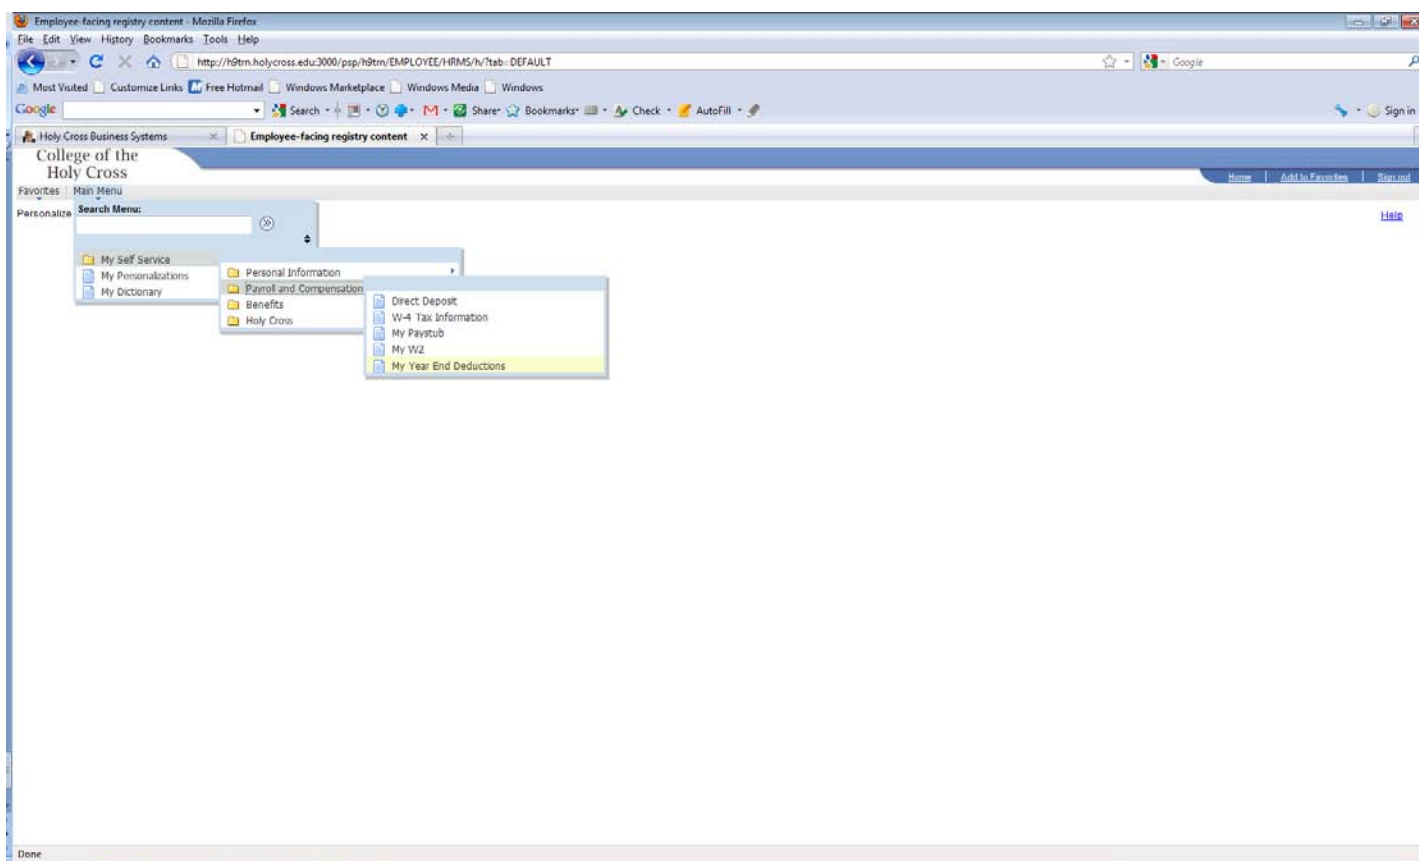 Employee-facing registry content - Mozilla Firefox
File Edit View History Bookmarks Tools Help
http://h9trn.holycross.edu:3000/psp/h9trn/EMPLOYEE/HRMS/h/?tab=DEFAULT
Google
Most Visited Customize Links Free Hotmail Windows Marketplace Windows Media Windows
Google Search Share Bookmarks Check AutoFill Sign in
Holy Cross Business Systems Employee-facing registry content
College of the
Holy Cross
Home | Add to Favorites | Sign out
Favorites Main Menu
Personalize Search Menu: Help
My Self Service
My Personalizations
My Dictionary
Personal Information
Payroll and Compensation
Benefits
Holy Cross
Direct Deposit
W-4 Tax Information
My Paystub
My W2
My Year End Deductions
Done